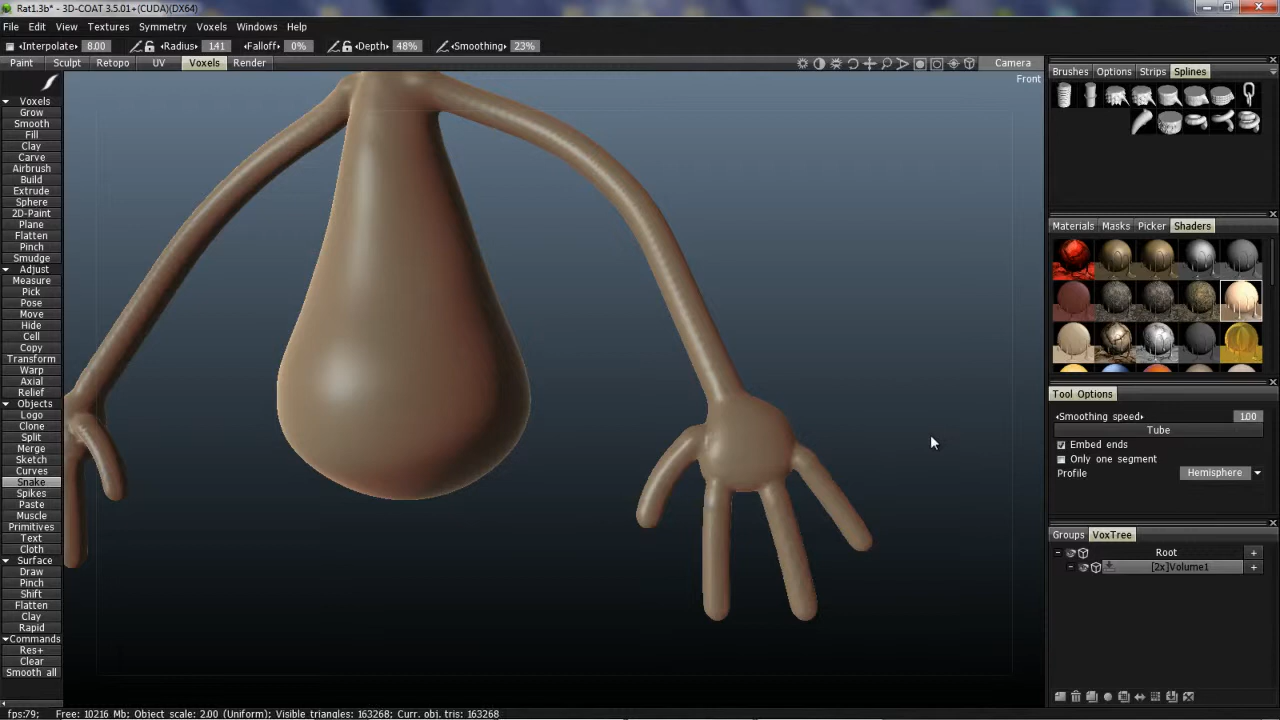 Rat1.3b* - 3D-COAT 3.5.01+(CUDA)(DX64)
File Edit View Textures Symmetry Voxels Windows Help
Interpolate: 8.00 Radius: 1.41 Falloff: 0% Depth: 48% Smoothing: 23%
Paint Sculpt Retopo UV Voxels Render Camera
Front
Voxels
Grow
Smooth
Fill
Clay
Carve
Airbrush
Build
Extrude
Sphere
2D-Paint
Plane
Flatten
Pinch
Smudge
Adjust
Measure
Pick
Pose
Move
Hide
Cell
Copy
Transform
Warp
Axial
Relief
Objects
Logo
Clone
Split
Merge
Sketch
Curves
Snake
Spikes
Paste
Muscle
Primitives
Text
Cloth
Surface
Draw
Pinch
Shift
Flatten
Clay
Rapid
Commands
Res+
Clear
Smooth all
Brushes Options Strips Splines
Materials Masks Picker Shaders
Tool Options
Smoothing speed 1.00
Tube
Embed ends
Only one segment
Profile Hemisphere
Groups VoxTree
Root +
[2x]Volume1 +
fps:79; Free: 10216 Mb; Object scale: 2.00 (Uniform); Visible triangles: 163268; Curr. obj. tris: 163268